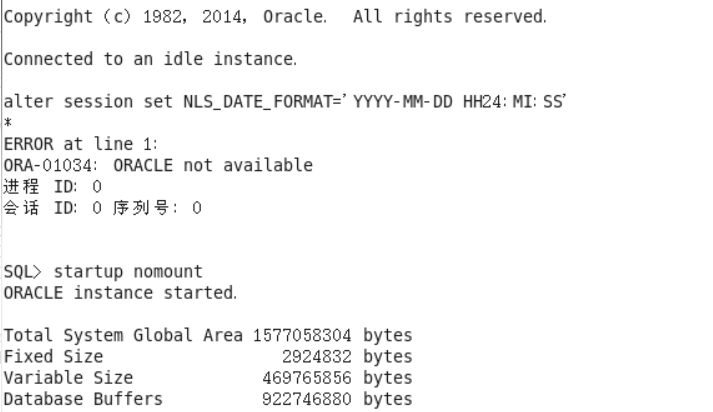 Copyright (c) 1982, 2014, Oracle.  All rights reserved.
Connected to an idle instance.
alter session set NLS_DATE_FORMAT='YYYY-MM-DD HH24:MI:SS'
*
ERROR at line 1:
ORA-01034: ORACLE not available
进程 ID: 0
会话 ID: 0 序列号: 0
SQL> startup nomount
ORACLE instance started.
Total System Global Area 1577058304 bytes
Fixed Size                  2924832 bytes
Variable Size             469765856 bytes
Database Buffers          922746880 bytes